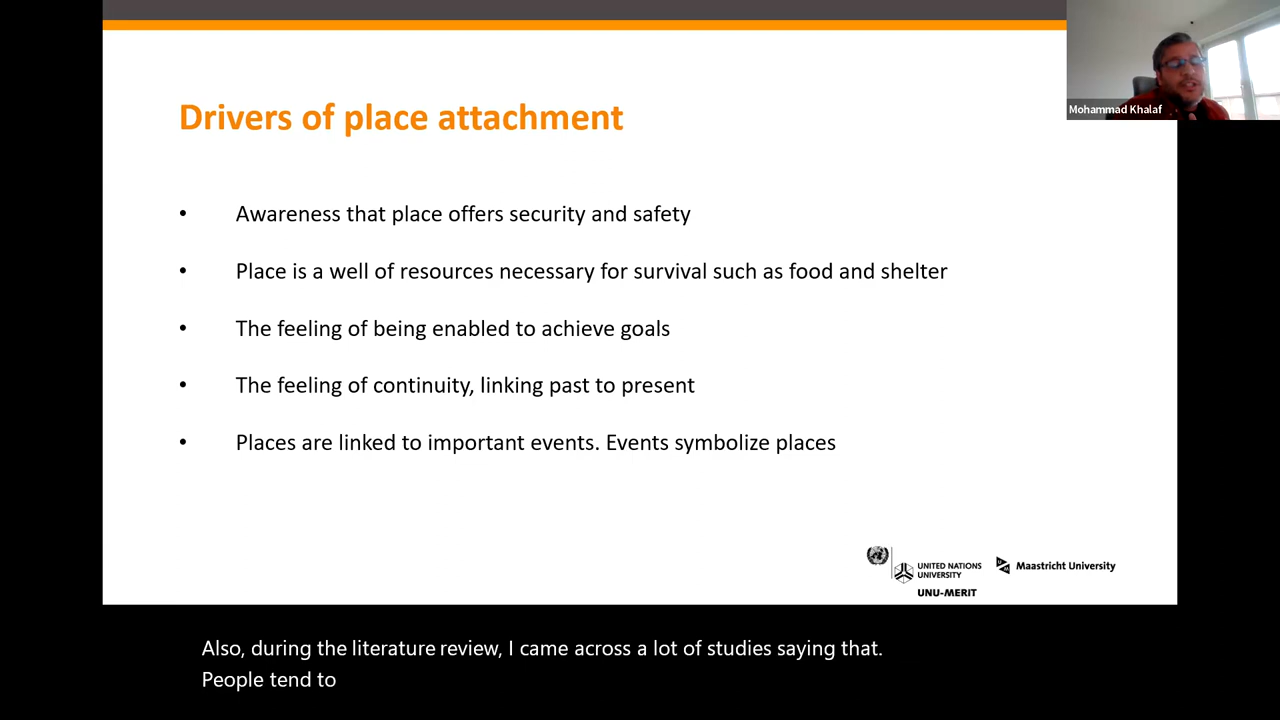 Mohammad Khalaf
Drivers of place attachment
• Awareness that place offers security and safety
• Place is a well of resources necessary for survival such as food and shelter
• The feeling of being enabled to achieve goals
• The feeling of continuity, linking past to present
• Places are linked to important events. Events symbolize places
UNITED NATIONS
UNIVERSITY
UNU-MERIT
Maastricht University
Also, during the literature review, I came across a lot of studies saying that.
People tend to